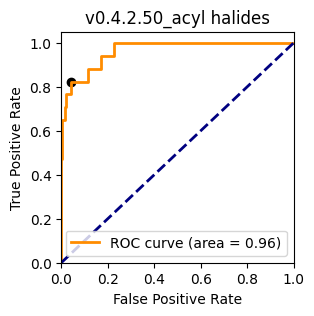 v0.4.2.50_acyl halides
True Positive Rate
1.0
0.8
0.6
0.4
0.2
0.0
ROC curve (area = 0.96)
0.0 0.2 0.4 0.6 0.8 1.0
False Positive Rate